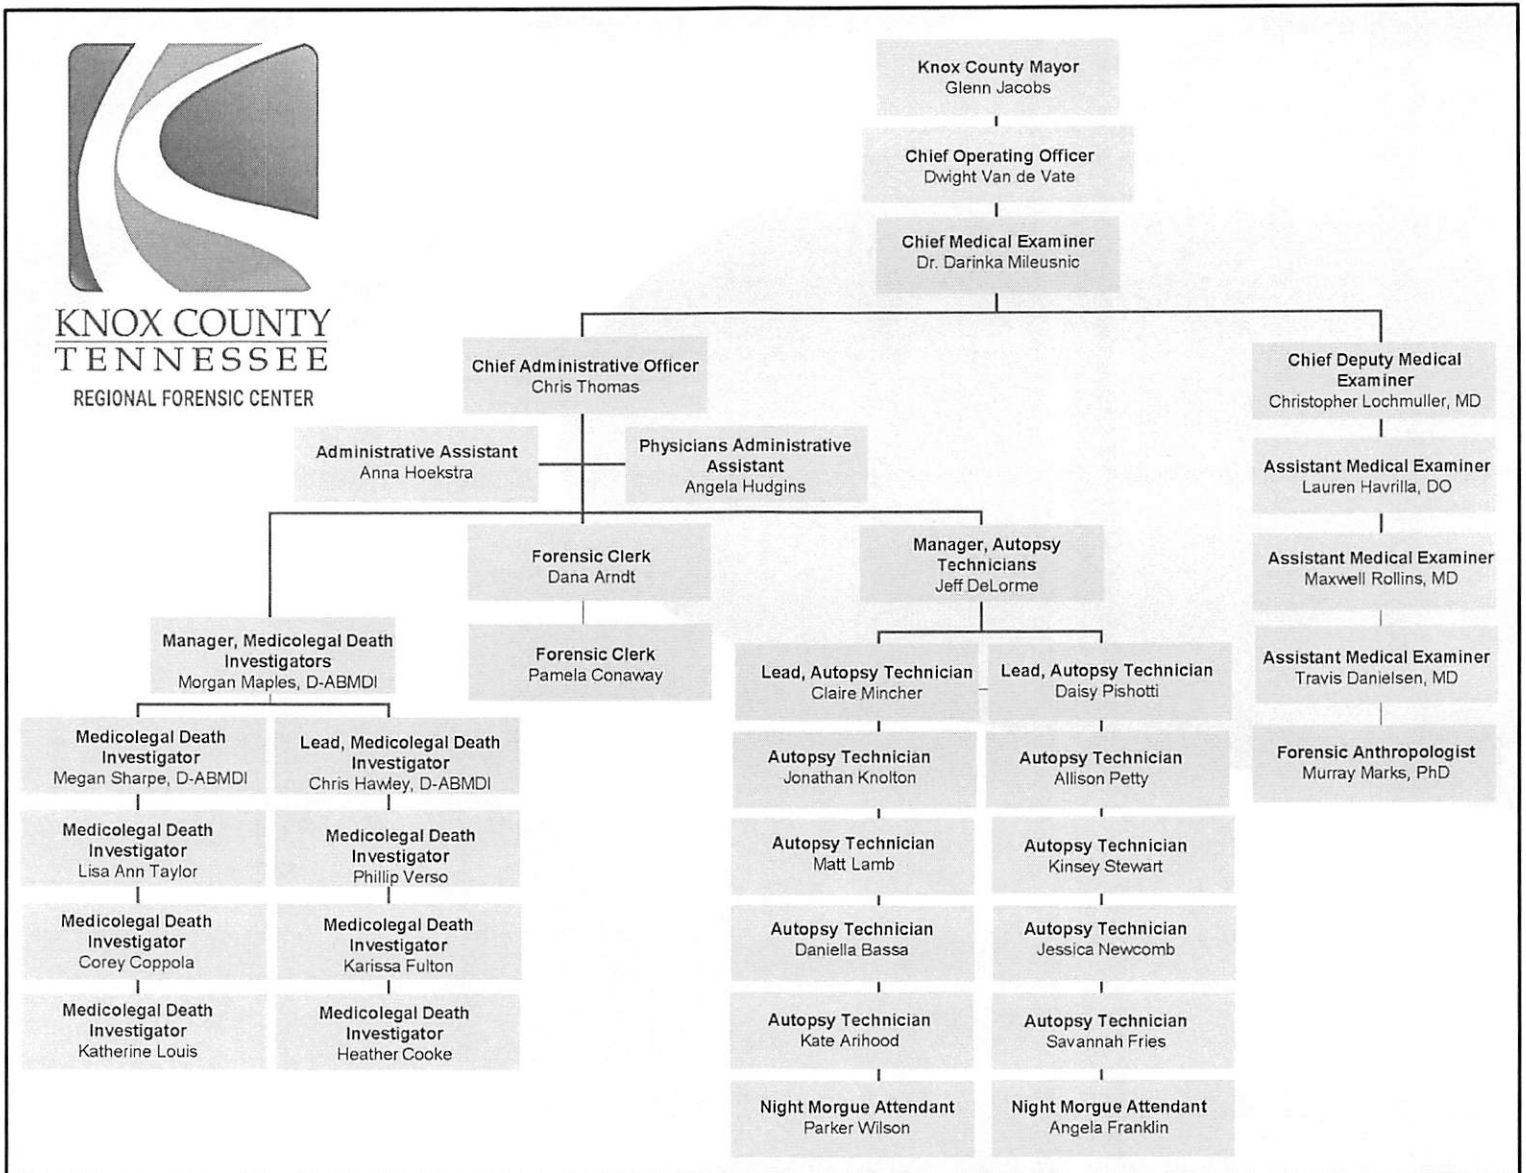 KNOX COUNTY
TENNESSEE
REGIONAL FORENSIC CENTER
Knox County Mayor
Glenn Jacobs
Chief Operating Officer
Dwight Van de Vate
Chief Medical Examiner
Dr. Darinka Mileusnic
Chief Administrative Officer
Chris Thomas
Administrative Assistant
Anna Hoekstra
Physicians Administrative
Assistant
Angela Hudgins
Forensic Clerk
Dana Arndt
Forensic Clerk
Pamela Conaway
Manager, Medicolegal Death
Investigators
Morgan Maples, D-ABMDI
Medicolegal Death
Investigator
Megan Sharpe, D-ABMDI
Medicolegal Death
Investigator
Lisa Ann Taylor
Medicolegal Death
Investigator
Corey Coppola
Medicolegal Death
Investigator
Katherine Louis
Lead, Medicolegal Death
Investigator
Chris Hawley, D-ABMDI
Medicolegal Death
Investigator
Phillip Verso
Medicolegal Death
Investigator
Karissa Fulton
Medicolegal Death
Investigator
Heather Cooke
Manager, Autopsy
Technicians
Jeff DeLorme
Lead, Autopsy Technician
Claire Mincher
Autopsy Technician
Jonathan Knolton
Autopsy Technician
Matt Lamb
Autopsy Technician
Daniella Bassa
Autopsy Technician
Kate Arihood
Night Morgue Attendant
Parker Wilson
Lead, Autopsy Technician
Daisy Pishotti
Autopsy Technician
Allison Petty
Autopsy Technician
Kinsey Stewart
Autopsy Technician
Jessica Newcomb
Autopsy Technician
Savannah Fries
Night Morgue Attendant
Angela Franklin
Chief Deputy Medical
Examiner
Christopher Lochmuller, MD
Assistant Medical Examiner
Lauren Havrilla, DO
Assistant Medical Examiner
Maxwell Rollins, MD
Assistant Medical Examiner
Travis Danielsen, MD
Forensic Anthropologist
Murray Marks, PhD